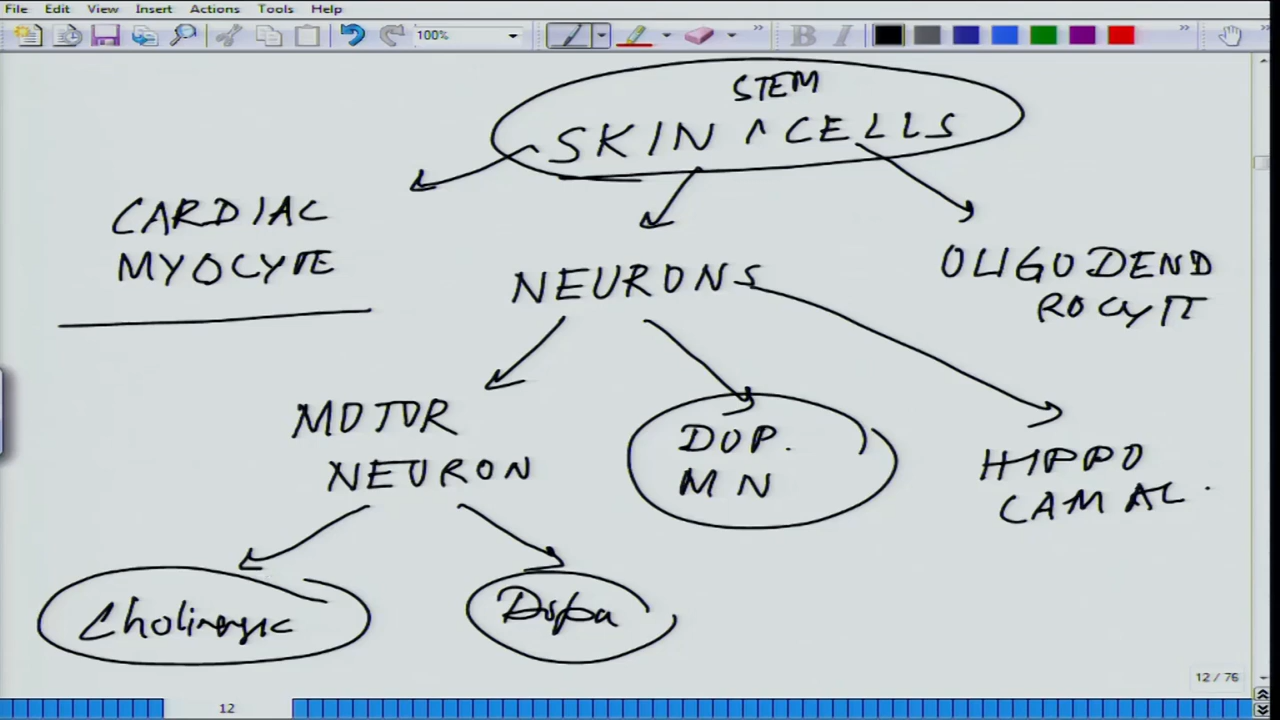 File Edit View Insert Actions Tools Help
100%
STEM
SKIN ^ CELLS
CARDIAC
MYOCYTE
NEURONS
OLIGODEND
ROCYTE
MOTOR
NEURON
DOP.
M N
HIPPO
CAMAL
Cholinergic
Dopa
12 / 76
12